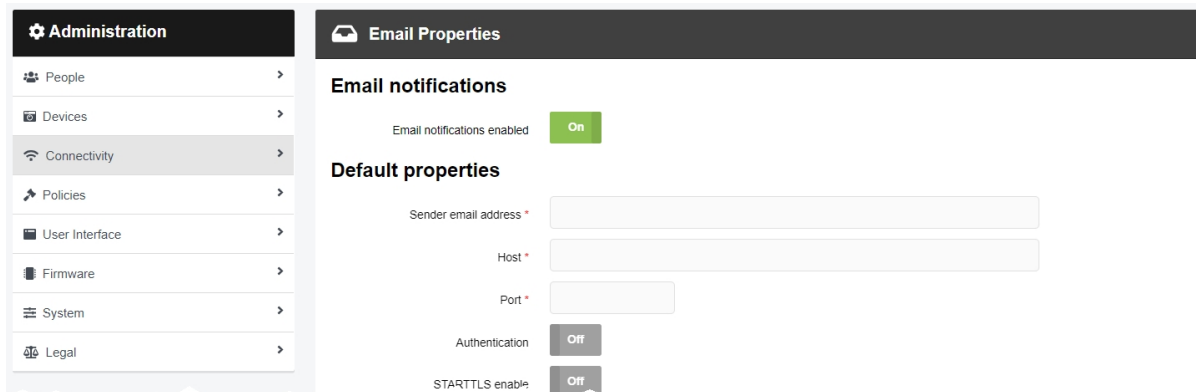 Administration
People
Devices
Connectivity
Policies
User Interface
Firmware
System
Legal
Email Properties
Email notifications
Email notifications enabled
On
Default properties
Sender email address *
Host *
Port *
Authentication
Off
STARTTLS enable
Off